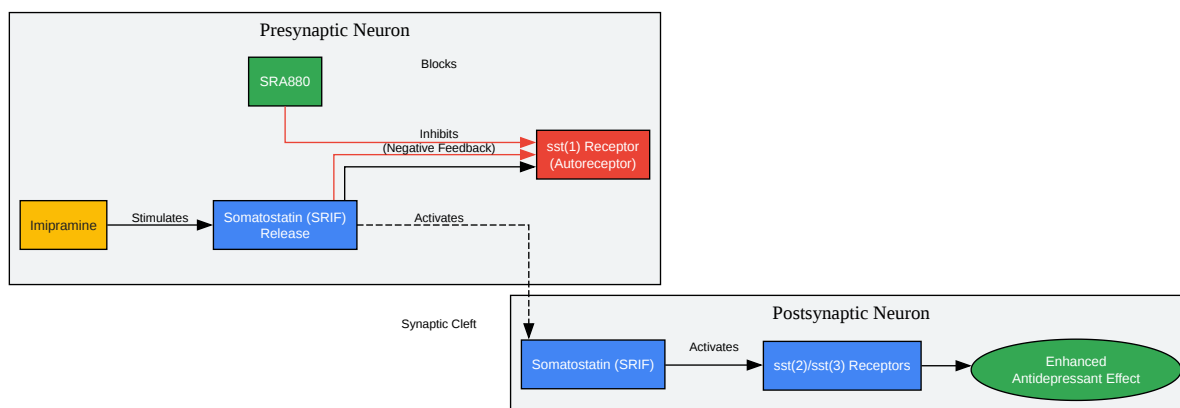 Presynaptic Neuron
Blocks
SRA880
Inhibits
(Negative Feedback)
sst(1) Receptor
(Autoreceptor)
Imipramine
Stimulates
Somatostatin (SRIF)
Release
Activates
Synaptic Cleft
Postsynaptic Neuron
Somatostatin (SRIF)
Activates
sst(2)/sst(3) Receptors
Enhanced
Antidepressant Effect